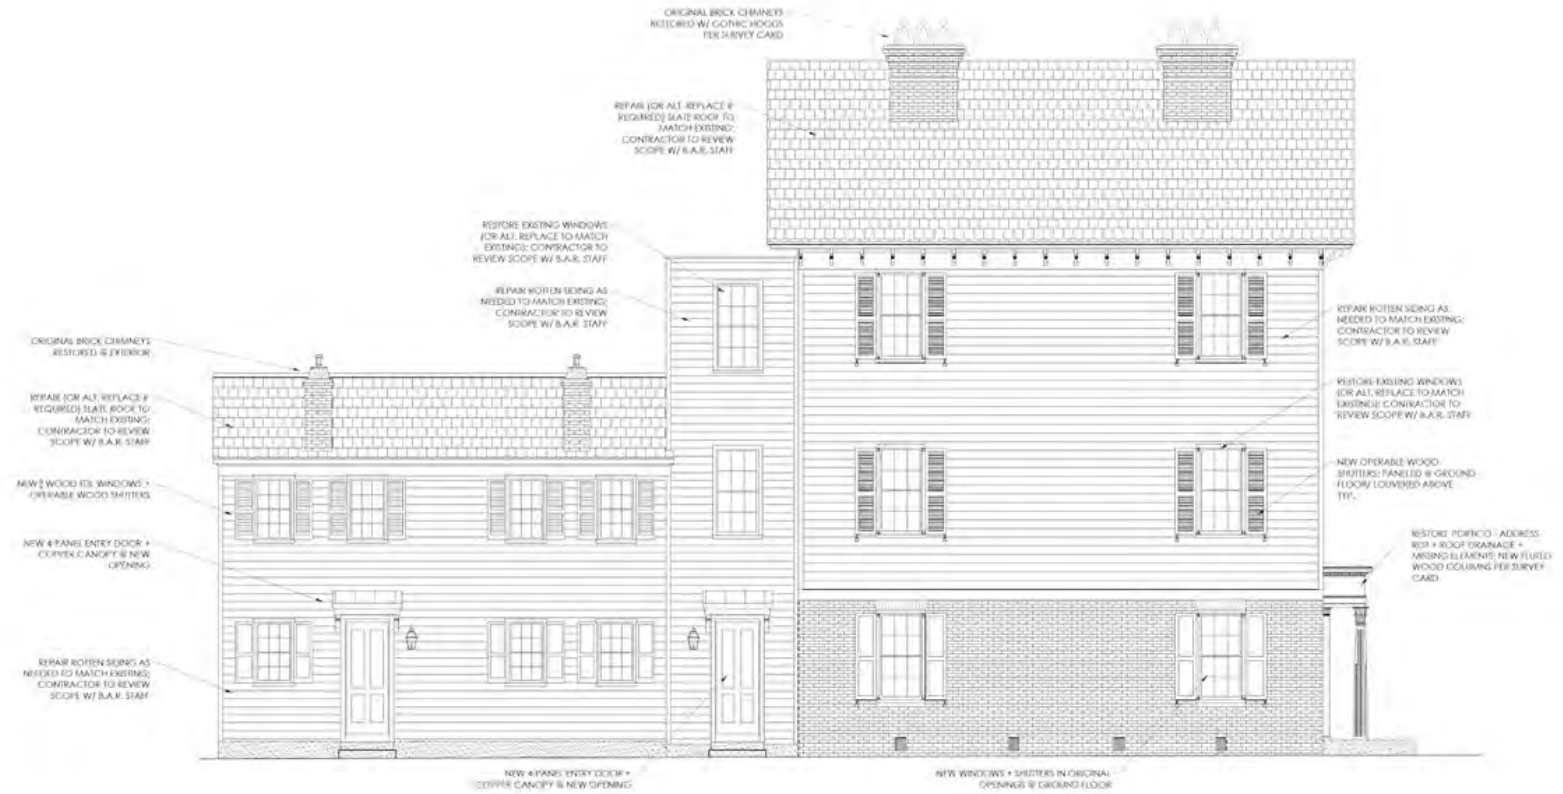 ORIGINAL BRICK CHIMNEYS
RESTORED W/ GOTHIC HOODS
PER SURVEY CARD
REPAIR (OR ALT. REPLACE IF
REQUIRED) SLATE ROOF TO
MATCH EXISTING;
CONTRACTOR TO REVIEW
SCOPE W/ B.A.R. STAFF
RESTORE EXISTING WINDOWS
(OR ALT. REPLACE TO MATCH
EXISTING); CONTRACTOR TO
REVIEW SCOPE W/ B.A.R. STAFF
REPAIR ROTTEN SIDING AS
NEEDED TO MATCH EXISTING;
CONTRACTOR TO REVIEW
SCOPE W/ B.A.R. STAFF
ORIGINAL BRICK CHIMNEYS
RESTORED @ EXTERIOR
REPAIR (OR ALT. REPLACE IF
REQUIRED) SLATE ROOF TO
MATCH EXISTING;
CONTRACTOR TO REVIEW
SCOPE W/ B.A.R. STAFF
NEW WOOD TDL WINDOWS +
OPERABLE WOOD SHUTTERS
NEW 4-PANEL ENTRY DOOR +
COPPER CANOPY @ NEW
OPENING
REPAIR ROTTEN SIDING AS
NEEDED TO MATCH EXISTING;
CONTRACTOR TO REVIEW
SCOPE W/ B.A.R. STAFF
REPAIR ROTTEN SIDING AS
NEEDED TO MATCH EXISTING;
CONTRACTOR TO REVIEW
SCOPE W/ B.A.R. STAFF
RESTORE EXISTING WINDOWS
(OR ALT. REPLACE TO MATCH
EXISTING); CONTRACTOR TO
REVIEW SCOPE W/ B.A.R. STAFF
NEW OPERABLE WOOD
SHUTTERS; PANELED @ GROUND
FLOOR/ LOUVERED ABOVE
TYP.
RESTORE PORTICO - ADDRESS
ROT + ROOF DRAINAGE +
MISSING ELEMENTS; NEW FLUTED
WOOD COLUMNS PER SURVEY
CARD
NEW 4-PANEL ENTRY DOOR +
COPPER CANOPY @ NEW OPENING
NEW WINDOWS + SHUTTERS IN ORIGINAL
OPENINGS @ GROUND FLOOR